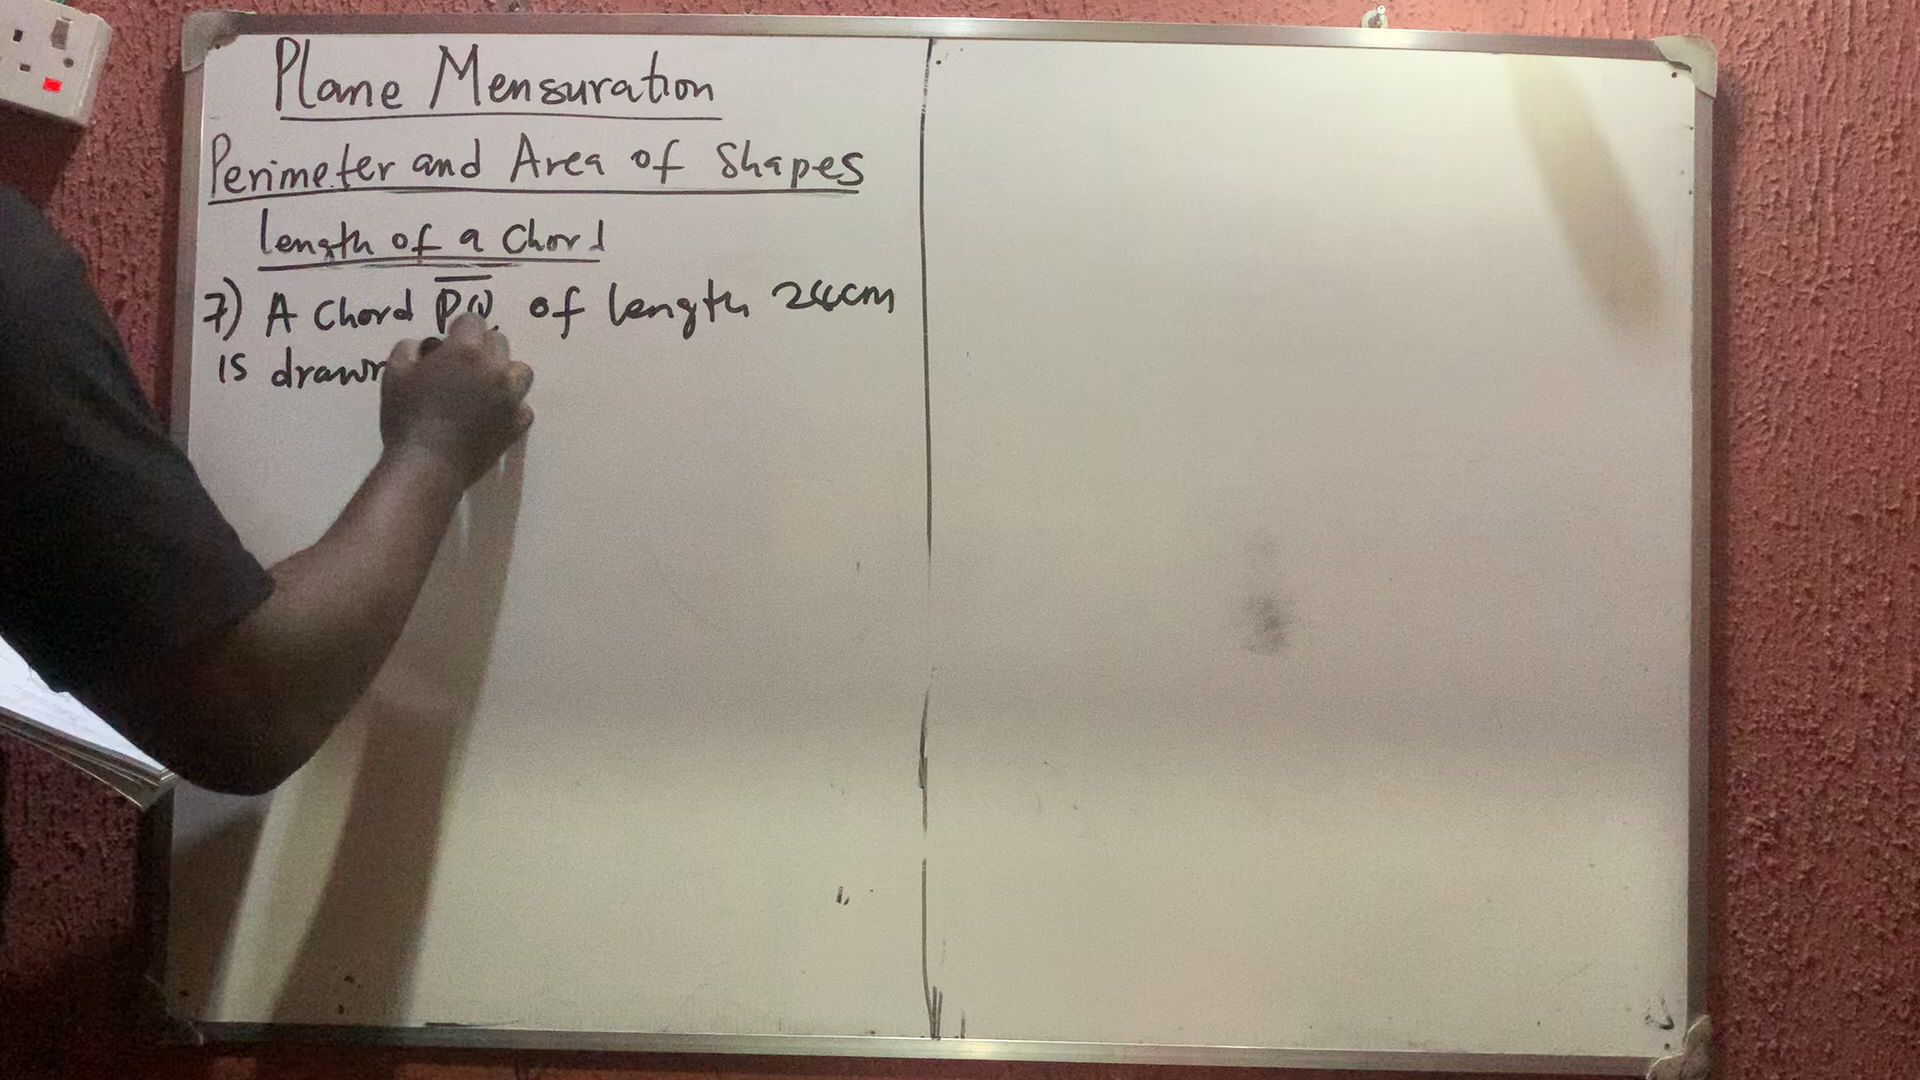 Plane Mensuration
Perimeter and Area of Shapes
length of a Chord
7) A Chord PQ of length 24cm
is drawn